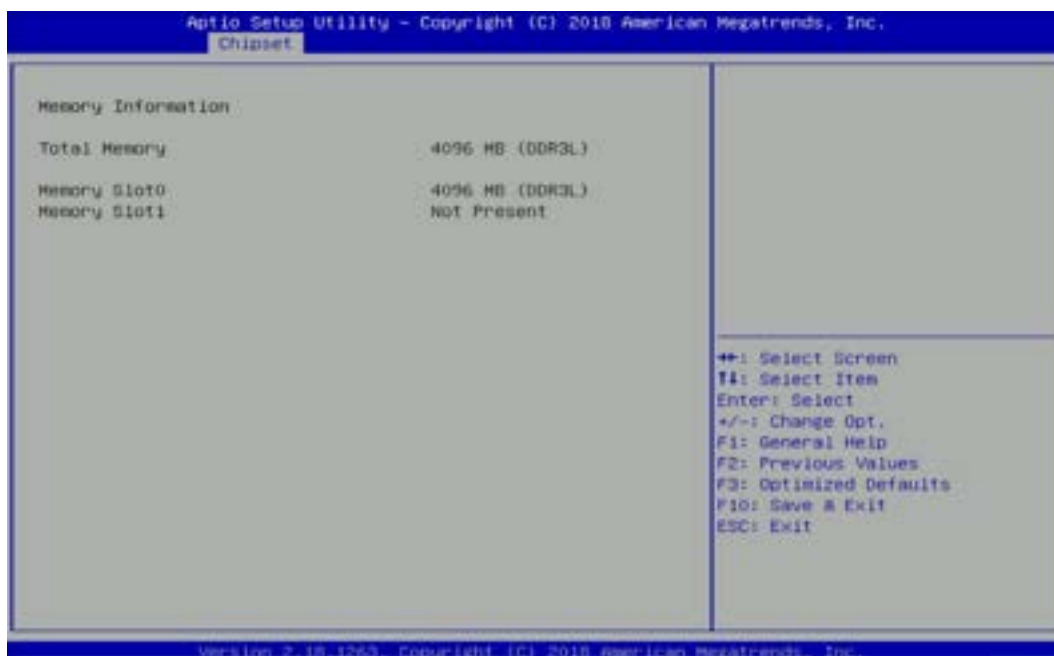 Aptio Setup Utility – Copyright (C) 2018 American Megatrends, Inc.
Chipset
Memory Information
Total Memory 4096 MB (DDR3L)
Memory Slot0 4096 MB (DDR3L)
Memory Slot1 Not Present
→←: Select Screen
↑↓: Select Item
Enter: Select
+/-: Change Opt.
F1: General Help
F2: Previous Values
F3: Optimized Defaults
F10: Save & Exit
ESC: Exit
Version 2.18.1263. Copyright (C) 2018 American Megatrends, Inc.